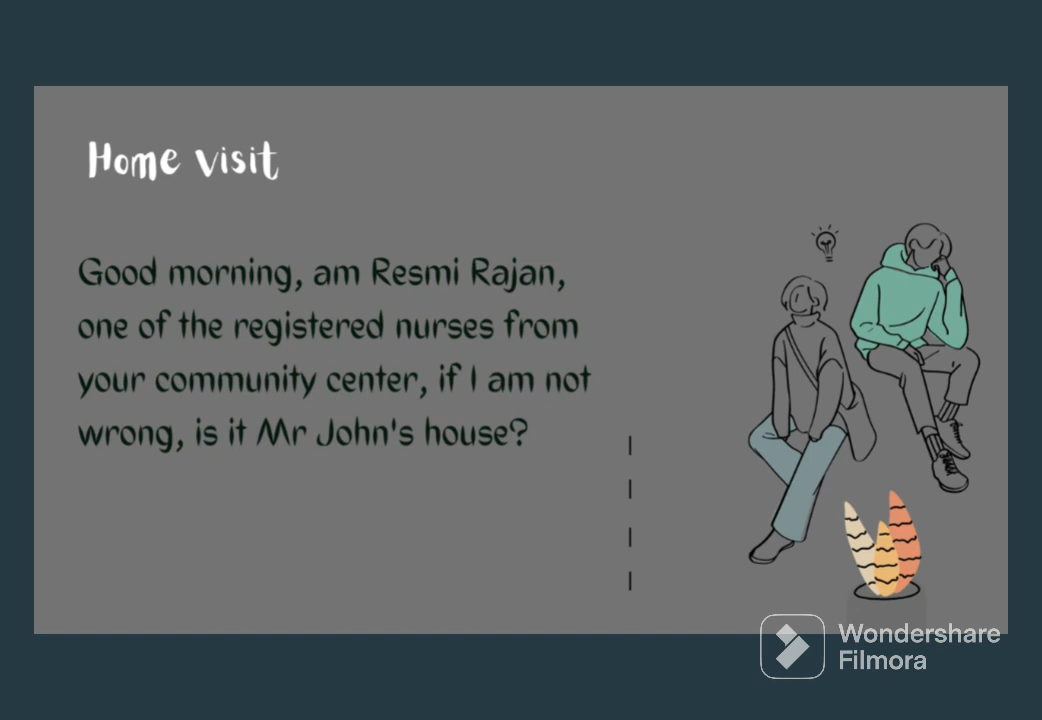 Home visit
Good morning, am Resmi Rajan,
one of the registered nurses from
your community center, if I am not
wrong, is it Mr John's house?
Wondershare
Filmora